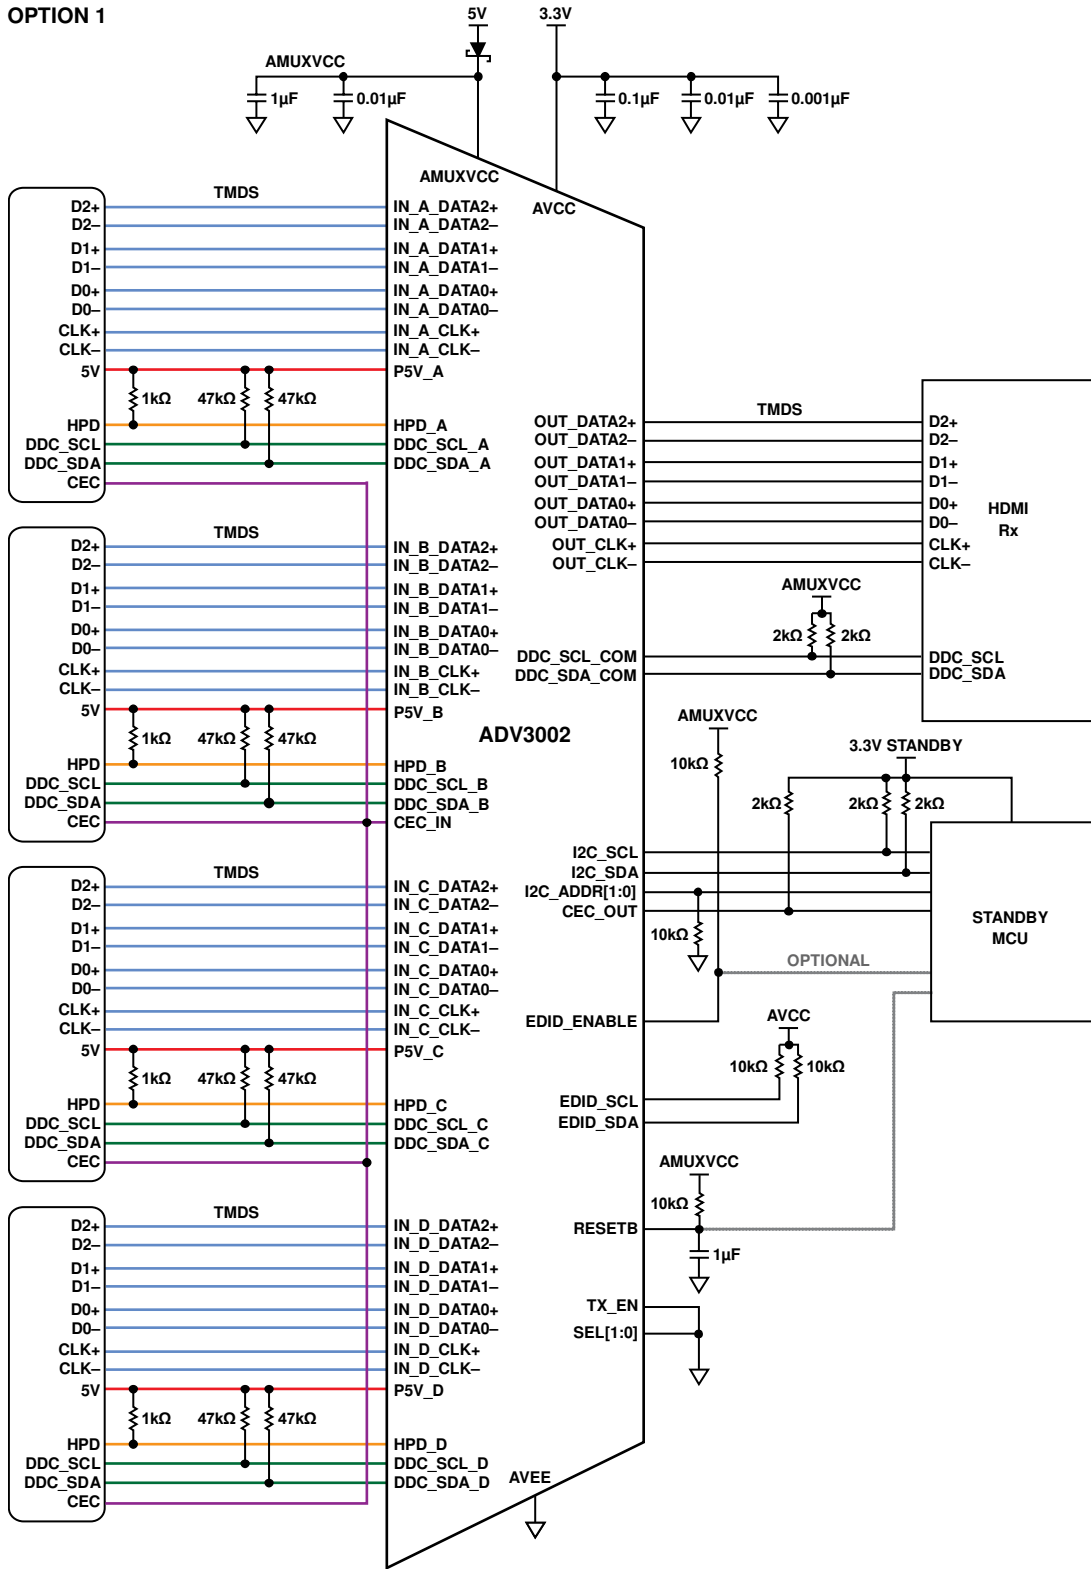 OPTION 1
5V
3.3V
AMUXVCC
1µF
0.01µF
0.1µF
0.01µF
0.001µF
AMUXVCC
AVCC
TMDS
D2+
IN_A_DATA2+
D2–
IN_A_DATA2–
D1+
IN_A_DATA1+
D1–
IN_A_DATA1–
D0+
IN_A_DATA0+
D0–
IN_A_DATA0–
CLK+
IN_A_CLK+
CLK–
IN_A_CLK–
5V
P5V_A
1kΩ
47kΩ
47kΩ
HPD
HPD_A
DDC_SCL
DDC_SCL_A
DDC_SDA
DDC_SDA_A
CEC
TMDS
D2+
IN_B_DATA2+
D2–
IN_B_DATA2–
D1+
IN_B_DATA1+
D1–
IN_B_DATA1–
D0+
IN_B_DATA0+
D0–
IN_B_DATA0–
CLK+
IN_B_CLK+
CLK–
IN_B_CLK–
5V
P5V_B
1kΩ
47kΩ
47kΩ
HPD
HPD_B
DDC_SCL
DDC_SCL_B
DDC_SDA
DDC_SDA_B
CEC
CEC_IN
TMDS
D2+
IN_C_DATA2+
D2–
IN_C_DATA2–
D1+
IN_C_DATA1+
D1–
IN_C_DATA1–
D0+
IN_C_DATA0+
D0–
IN_C_DATA0–
CLK+
IN_C_CLK+
CLK–
IN_C_CLK–
5V
P5V_C
1kΩ
47kΩ
47kΩ
HPD
HPD_C
DDC_SCL
DDC_SCL_C
DDC_SDA
DDC_SDA_C
CEC
TMDS
D2+
IN_D_DATA2+
D2–
IN_D_DATA2–
D1+
IN_D_DATA1+
D1–
IN_D_DATA1–
D0+
IN_D_DATA0+
D0–
IN_D_DATA0–
CLK+
IN_D_CLK+
CLK–
IN_D_CLK–
5V
P5V_D
1kΩ
47kΩ
47kΩ
HPD
HPD_D
DDC_SCL
DDC_SCL_D
DDC_SDA
DDC_SDA_D
CEC
ADV3002
AVEE
TMDS
OUT_DATA2+
D2+
OUT_DATA2–
D2–
OUT_DATA1+
D1+
OUT_DATA1–
D1–
OUT_DATA0+
D0+
OUT_DATA0–
D0–
OUT_CLK+
CLK+
OUT_CLK–
CLK–
HDMI
Rx
AMUXVCC
2kΩ
2kΩ
DDC_SCL_COM
DDC_SCL
DDC_SDA_COM
DDC_SDA
AMUXVCC
10kΩ
3.3V STANDBY
2kΩ
2kΩ
2kΩ
I2C_SCL
I2C_SDA
I2C_ADDR[1:0]
CEC_OUT
10kΩ
STANDBY
MCU
OPTIONAL
EDID_ENABLE
AVCC
10kΩ
10kΩ
EDID_SCL
EDID_SDA
AMUXVCC
10kΩ
RESETB
1µF
TX_EN
SEL[1:0]